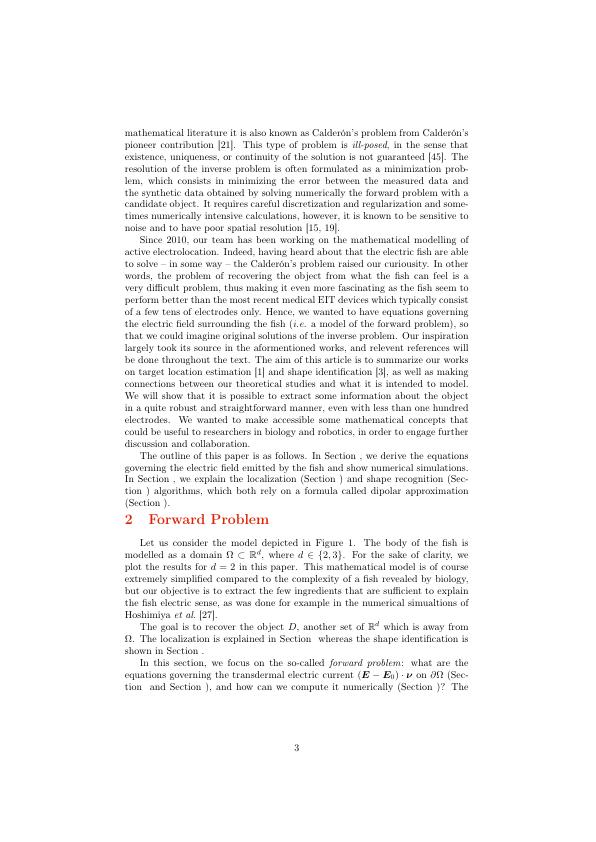 mathematical literature it is also known as Calderón's problem from Calderón's
pioneer contribution [21]. This type of problem is ill-posed, in the sense that
existence, uniqueness, or continuity of the solution is not guaranteed [45]. The
resolution of the inverse problem is often formulated as a minimization prob-
lem, which consists in minimizing the error between the measured data and
the synthetic data obtained by solving numerically the forward problem with a
candidate object. It requires careful discretization and regularization and some-
times numerically intensive calculations, however, it is known to be sensitive to
noise and to have poor spatial resolution [15, 19].
Since 2010, our team has been working on the mathematical modelling of
active electrolocation. Indeed, having heard about that the electric fish are able
to solve – in some way – the Calderón's problem raised our curiousity. In other
words, the problem of recovering the object from what the fish can feel is a
very difficult problem, thus making it even more fascinating as the fish seem to
perform better than the most recent medical EIT devices which typically consist
of a few tens of electrodes only. Hence, we wanted to have equations governing
the electric field surrounding the fish (i.e. a model of the forward problem), so
that we could imagine original solutions of the inverse problem. Our inspiration
largely took its source in the aformentioned works, and relevent references will
be done throughout the text. The aim of this article is to summarize our works
on target location estimation [1] and shape identification [3], as well as making
connections between our theoretical studies and what it is intended to model.
We will show that it is possible to extract some information about the object
in a quite robust and straightforward manner, even with less than one hundred
electrodes. We wanted to make accessible some mathematical concepts that
could be useful to researchers in biology and robotics, in order to engage further
discussion and collaboration.
The outline of this paper is as follows. In Section , we derive the equations
governing the electric field emitted by the fish and show numerical simulations.
In Section , we explain the localization (Section ) and shape recognition (Sec-
tion ) algorithms, which both rely on a formula called dipolar approximation
(Section ).
2 Forward Problem
Let us consider the model depicted in Figure 1. The body of the fish is
modelled as a domain Ω ⊂ ℝᵈ, where d ∈ {2, 3}. For the sake of clarity, we
plot the results for d = 2 in this paper. This mathematical model is of course
extremely simplified compared to the complexity of a fish revealed by biology,
but our objective is to extract the few ingredients that are sufficient to explain
the fish electric sense, as was done for example in the numerical simualtions of
Hoshimiya et al. [27].
The goal is to recover the object D, another set of ℝᵈ which is away from
Ω. The localization is explained in Section whereas the shape identification is
shown in Section .
In this section, we focus on the so-called forward problem: what are the
equations governing the transdermal electric current (E − E₀) · ν on ∂Ω (Sec-
tion and Section ), and how can we compute it numerically (Section )? The
3